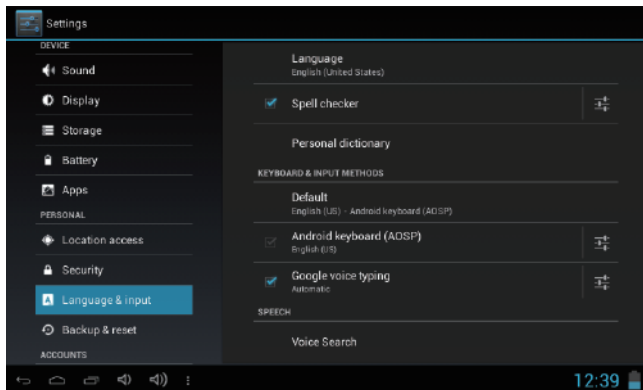 Settings
DEVICE
Sound
Display
Storage
Battery
Apps
PERSONAL
Location access
Security
Language & input
Backup & reset
ACCOUNTS
Language
English (United States)
Spell checker
Personal dictionary
KEYBOARD & INPUT METHODS
Default
English (US) - Android keyboard (AOSP)
Android keyboard (AOSP)
English (US)
Google voice typing
Automatic
SPEECH
Voice Search
12:39